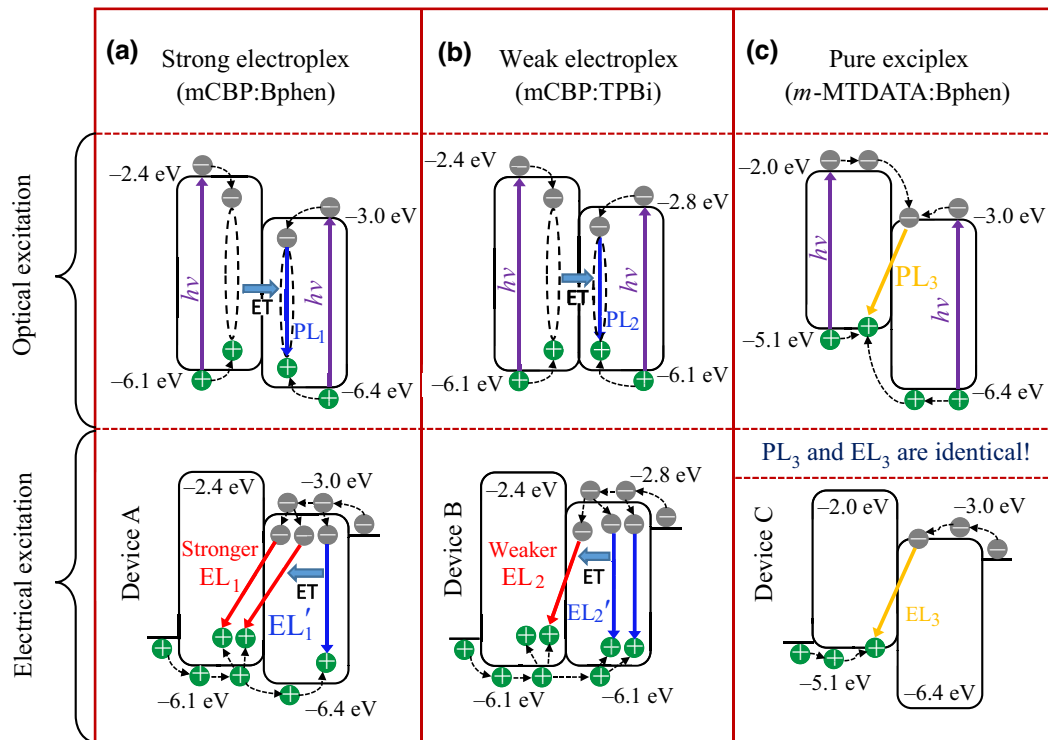 (a)
Strong electroplex
(mCBP:Bphen)
(b)
Weak electroplex
(mCBP:TPBi)
(c)
Pure exciplex
(m-MTDATA:Bphen)
Optical excitation
−2.4 eV
−3.0 eV
hν
hν
ET
PL₁
−6.1 eV
−6.4 eV
−2.4 eV
−2.8 eV
hν
hν
ET
PL₂
−6.1 eV
−6.1 eV
−2.0 eV
−3.0 eV
hν
hν
PL₃
−5.1 eV
−6.4 eV
Electrical excitation
Device A
−2.4 eV
−3.0 eV
Stronger
EL₁
ET
EL₁′
−6.1 eV
−6.4 eV
Device B
−2.4 eV
−2.8 eV
Weaker
EL₂
ET
EL₂′
−6.1 eV
−6.1 eV
PL₃ and EL₃ are identical!
Device C
−2.0 eV
−3.0 eV
EL₃
−5.1 eV
−6.4 eV